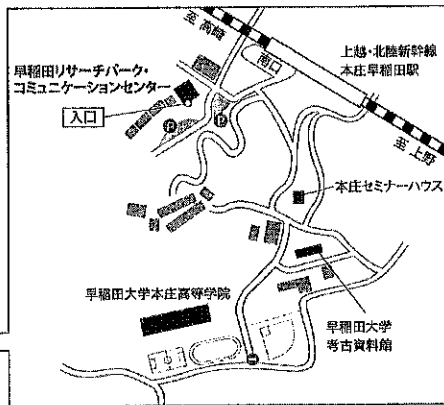 至 高崎
南口
上越・北陸新幹線
本庄早稲田駅
早稲田リサーチパーク・
コミュニケーションセンター
入口
P
P
至 上野
本庄セミナーハウス
早稲田大学本庄高等学院
早稲田大学
考古資料館